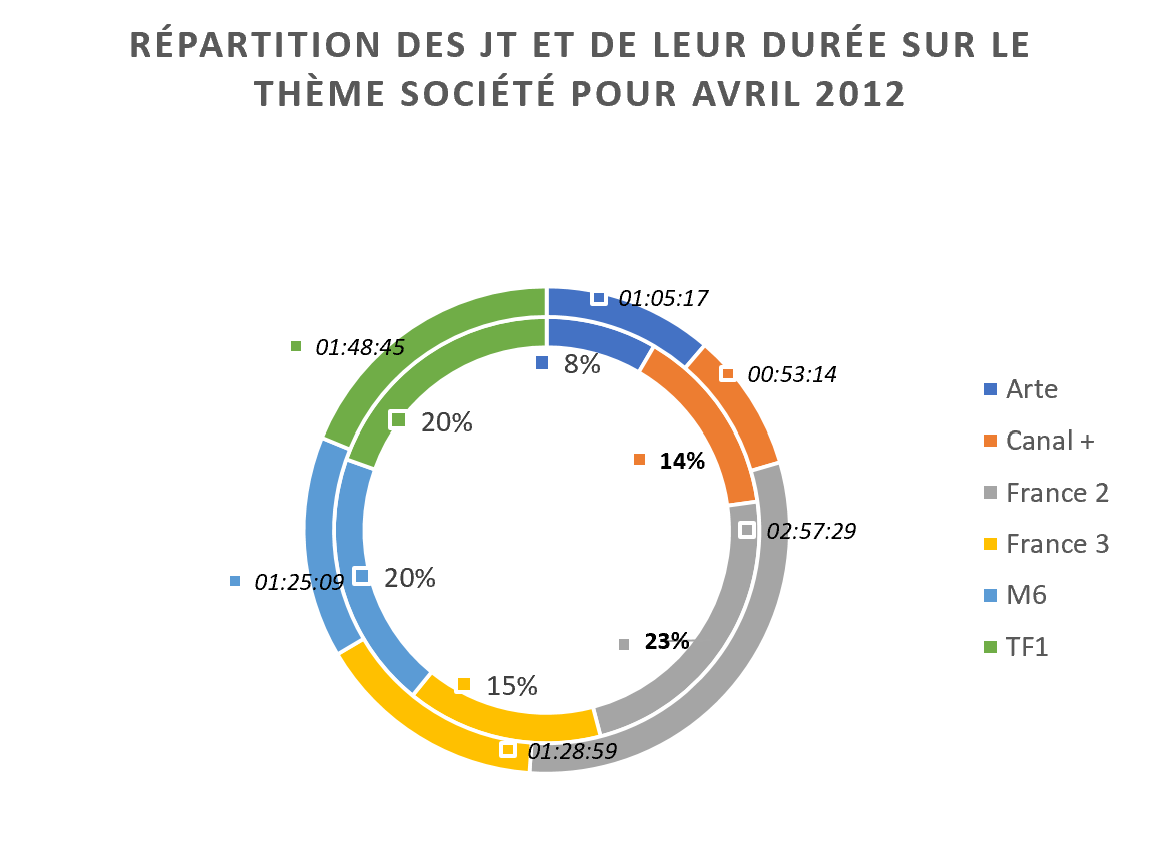 RÉPARTITION DES JT ET DE LEUR DURÉE SUR LE
THÈME SOCIÉTÉ POUR AVRIL 2012
01:05:17
01:48:45
8%
00:53:14
20%
14%
02:57:29
01:25:09
20%
23%
15%
01:28:59
Arte
Canal +
France 2
France 3
M6
TF1